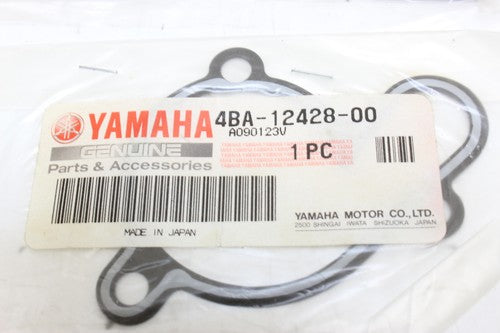 YAMAHA 4BA-12428-00
A090123V
GENUINE
Parts & Accessories
1 PC
MADE IN JAPAN
YAMAHA MOTOR CO., LTD.
2500 SHINGAI IWATA SHIZUOKA JAPAN